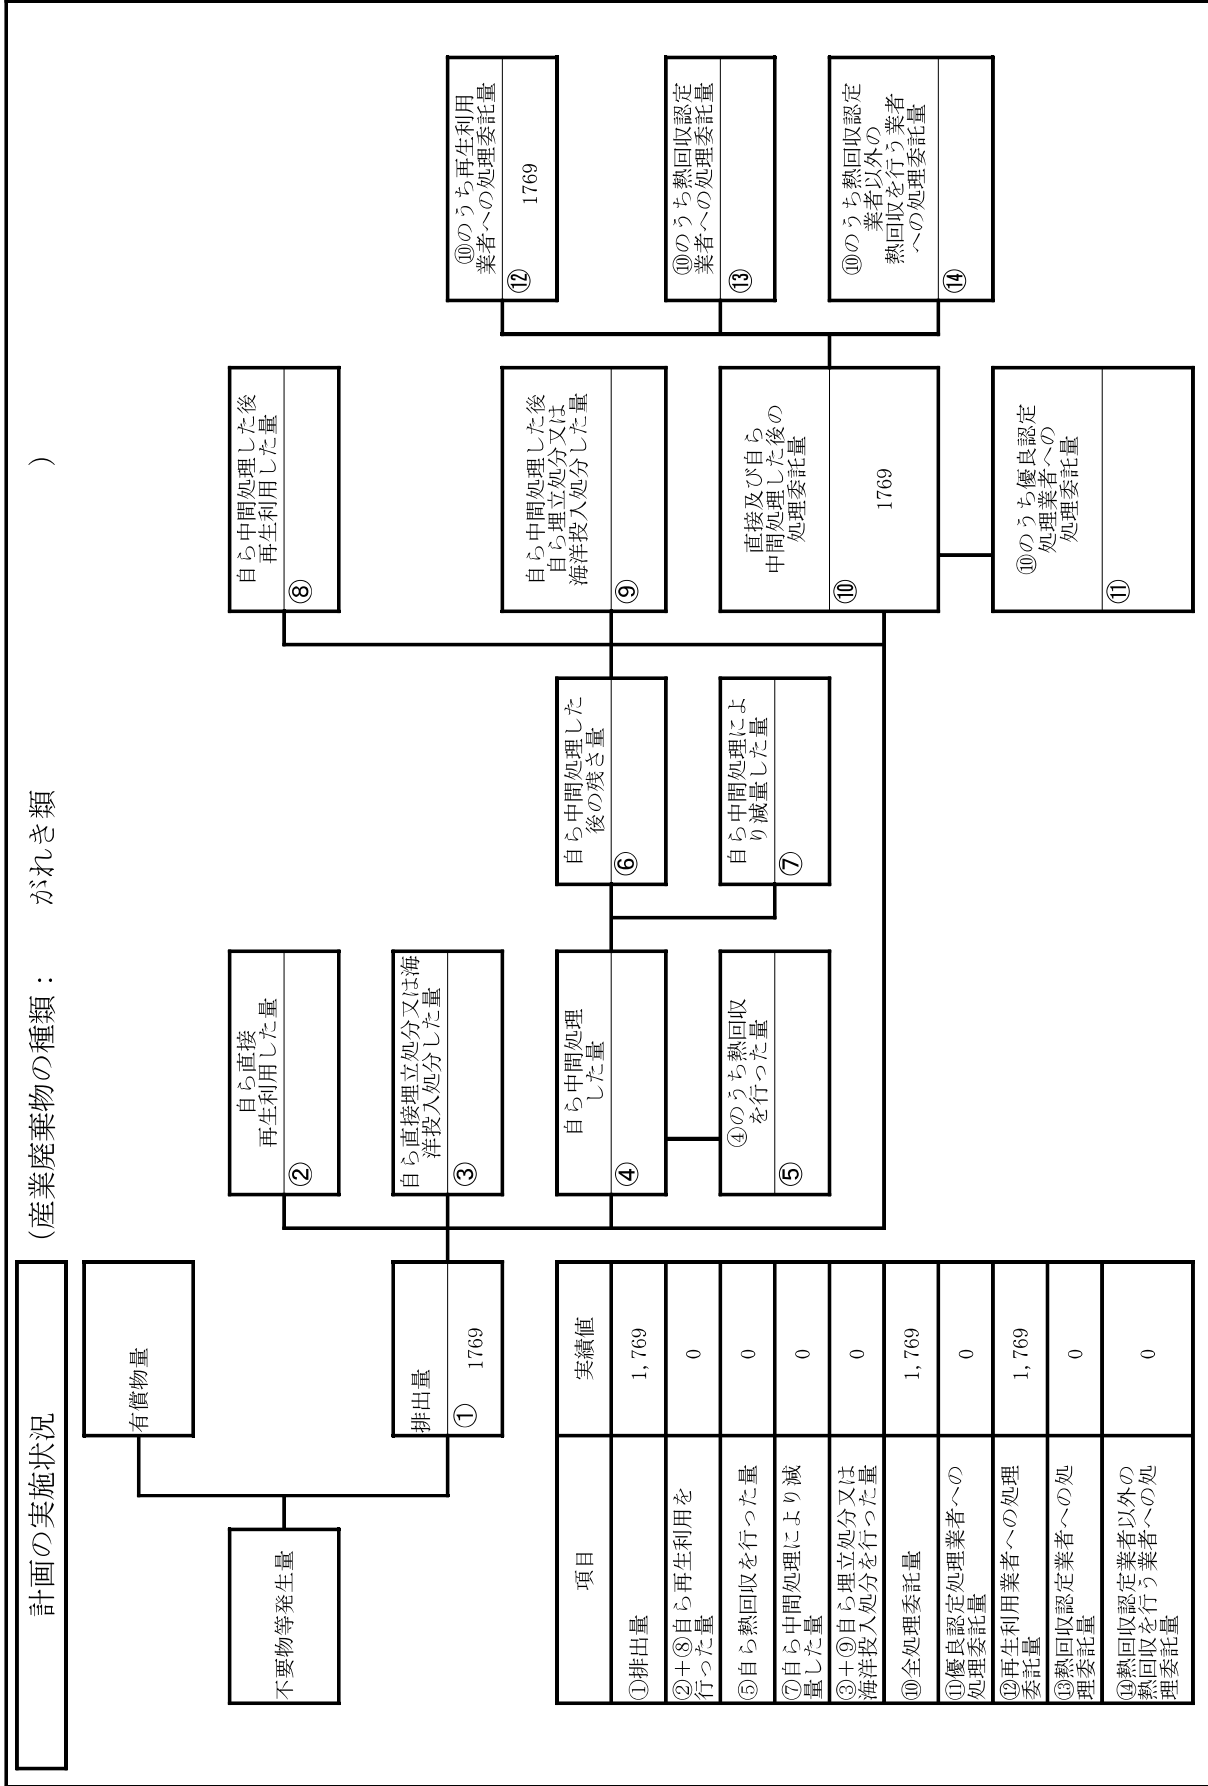 計画の実施状況
(産業廃棄物の種類： がれき類 )
不要物等発生量
有償物量
排出量
① 1769
自ら直接
再生利用した量
②
自ら直接埋立処分又は海
洋投入処分した量
③
自ら中間処理
した量
④
④のうち熱回収
を行った量
⑤
自ら中間処理した
後の残さ量
⑥
自ら中間処理によ
り減量した量
⑦
自ら中間処理した後
再生利用した量
⑧
自ら中間処理した後
自ら埋立処分又は
海洋投入処分した量
⑨
直接及び自ら
中間処理した後の
処理委託量
⑩ 1769
⑩のうち優良認定
処理業者への
処理委託量
⑪
⑩のうち再生利用
業者への処理委託量
⑫ 1769
⑩のうち熱回収認定
業者への処理委託量
⑬
⑩のうち熱回収認定
業者以外の
熱回収を行う業者
への処理委託量
⑭
項目 実績値
①排出量 1,769
②＋⑧自ら再生利用を
行った量 0
⑤自ら熱回収を行った量 0
⑦自ら中間処理により減
量した量 0
③＋⑨自ら埋立処分又は
海洋投入処分を行った量 0
⑩全処理委託量 1,769
⑪優良認定処理業者への
処理委託量 0
⑫再生利用業者への処理
委託量 1,769
⑬熱回収認定業者への処
理委託量 0
⑭熱回収認定業者以外の
熱回収を行う業者への処
理委託量 0